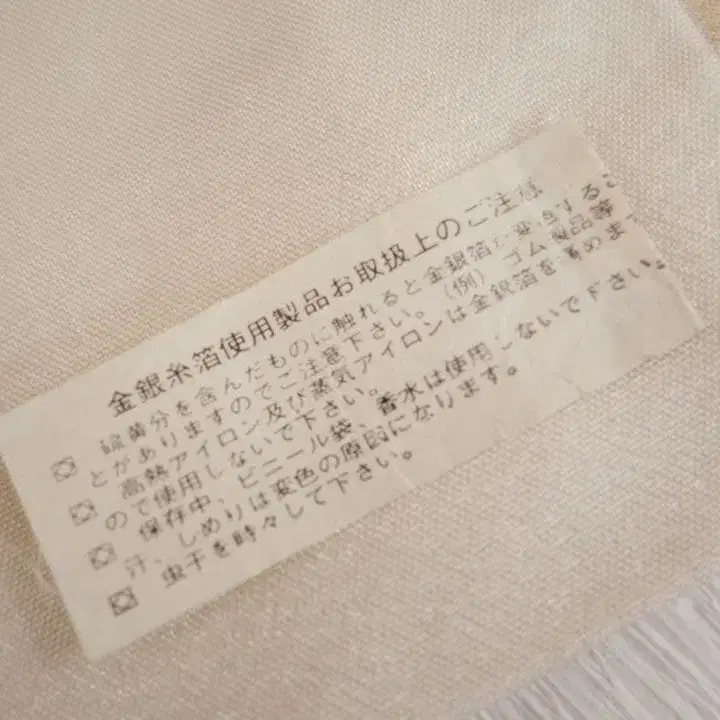 金銀糸箔使用製品お取扱上のご注意
硫黄分を含んだものに触れると金銀箔が変色するこ
とがありますのでご注意下さい。(例)ゴム製品等
高熱アイロン及び蒸気アイロンは金銀箔を痛めます
ので使用しないで下さい。
保存中、ビニール袋、香水は使用しないで下さい。
汗、しめりは変色の原因になります。
虫干を時々して下さい。